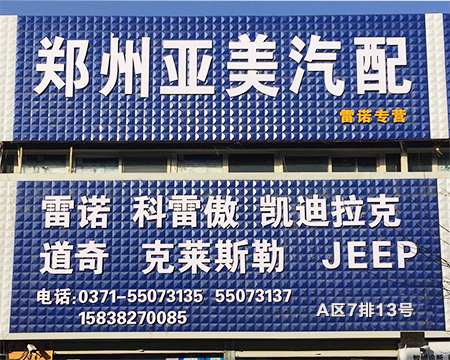 郑州亚美汽配
雷诺专营
雷诺 科雷傲 凯迪拉克
道奇 克莱斯勒 JEEP
电话:0371-55073135 55073137
15838270085
A区7排13号